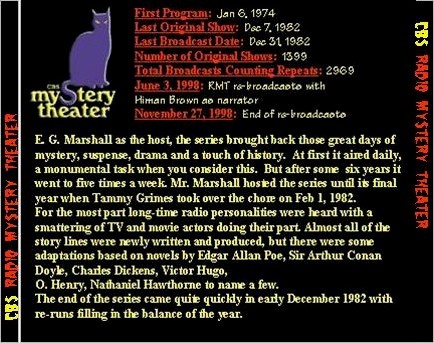 First Program: Jan 6, 1974
Last Original Show: Dec 7, 1982
Last Broadcast Date: Dec 31, 1982
Number of Original Shows: 1399
Total Broadcasts Counting Repeats: 2969
June 3, 1998: RMT re-broadcasts with
Himan Brown as narrator
November 27, 1998: End of re-broadcasts
CBS
mystery
theater
CBS RADIO MYSTERY THEATER
CBS RADIO MYSTERY THEATER
E. G. Marshall as the host, the series brought back those great days of
mystery, suspense, drama and a touch of history.  At first it aired daily,
a monumental task when you consider this.  But after some  six years it
went to five times a week. Mr. Marshall hosted the series until its final
year when Tammy Grimes took over the chore on Feb 1, 1982.
For the most part long-time radio personalities were heard with a
smattering of TV and movie actors doing their part. Almost all of the
story lines were newly written and produced, but there were some
adaptations based on novels by Edgar Allan Poe, Sir Arthur Conan
Doyle, Charles Dickens, Victor Hugo,
O. Henry, Nathaniel Hawthorne to name a few.
The end of the series came quite quickly in early December 1982 with
re-runs filling in the balance of the year.